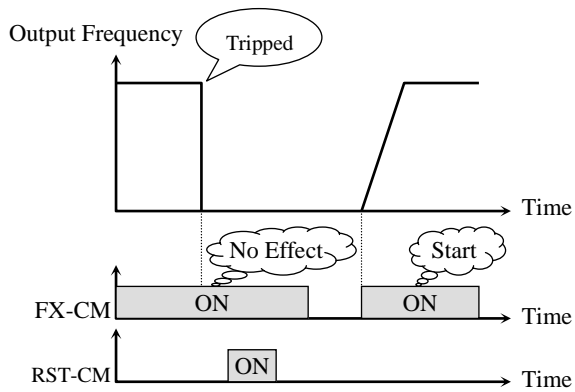 Output Frequency
Tripped
Time
No Effect
Start
FX-CM
ON
ON
Time
RST-CM
ON
Time